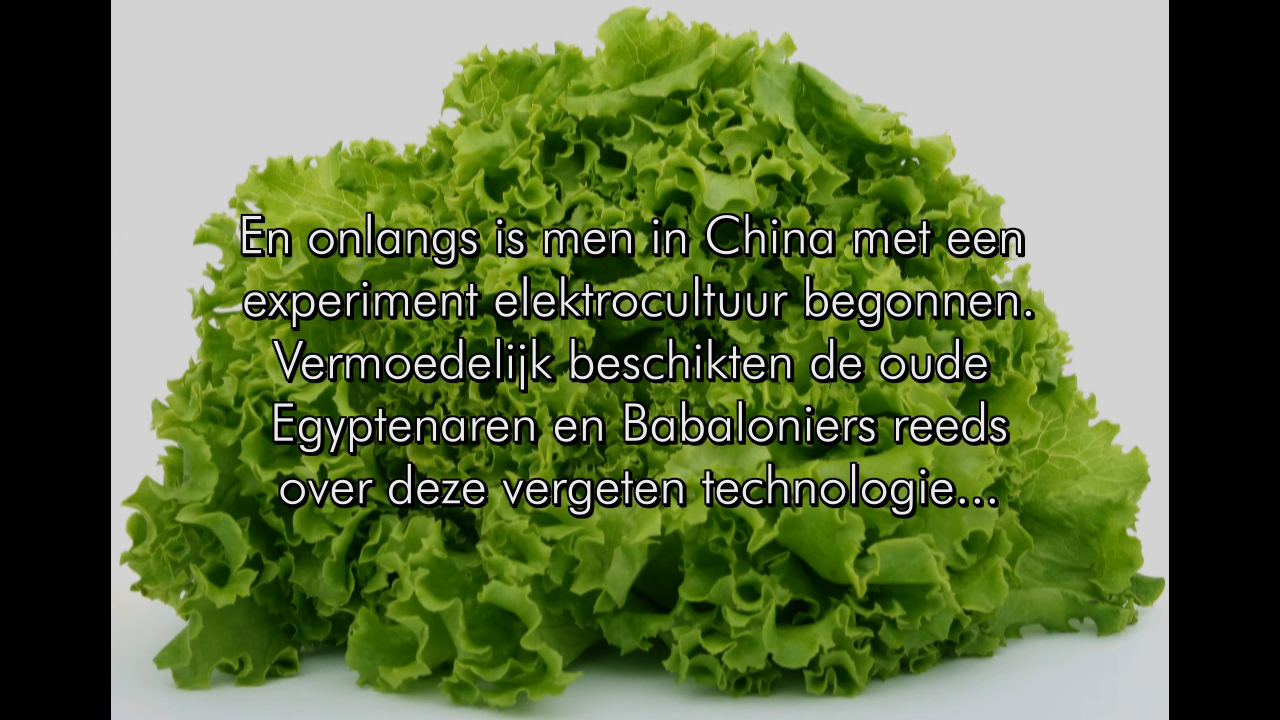 En onlangs is men in China met een
experiment elektrocultuur begonnen.
Vermoedelijk beschikten de oude
Egyptenaren en Babaloniers reeds
over deze vergeten technologie...